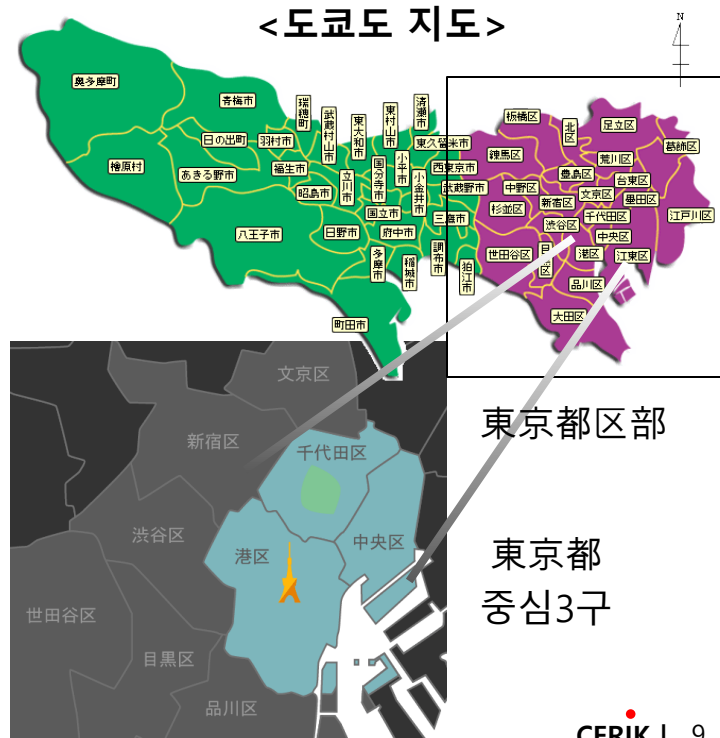 <도쿄도 지도>
N
奥多摩町
青梅市
瑞穂町
武蔵村山市
東大和市
東村山市
清瀬市
日の出町
羽村市
東久留米市
檜原村
あきる野市
福生市
立川市
国分寺市
小平市
小金井市
西東京市
昭島市
武蔵野市
国立市
三鷹市
八王子市
日野市
府中市
多摩市
稲城市
調布市
狛江市
町田市
板橋区
北区
足立区
葛飾区
練馬区
荒川区
豊島区
台東区
中野区
文京区
墨田区
杉並区
新宿区
千代田区
江戸川区
渋谷区
中央区
世田谷区
港区
江東区
品川区
大田区
文京区
新宿区
千代田区
渋谷区
港区
中央区
世田谷区
目黒区
品川区
東京都区部
東京都
중심3구
CERIK
9